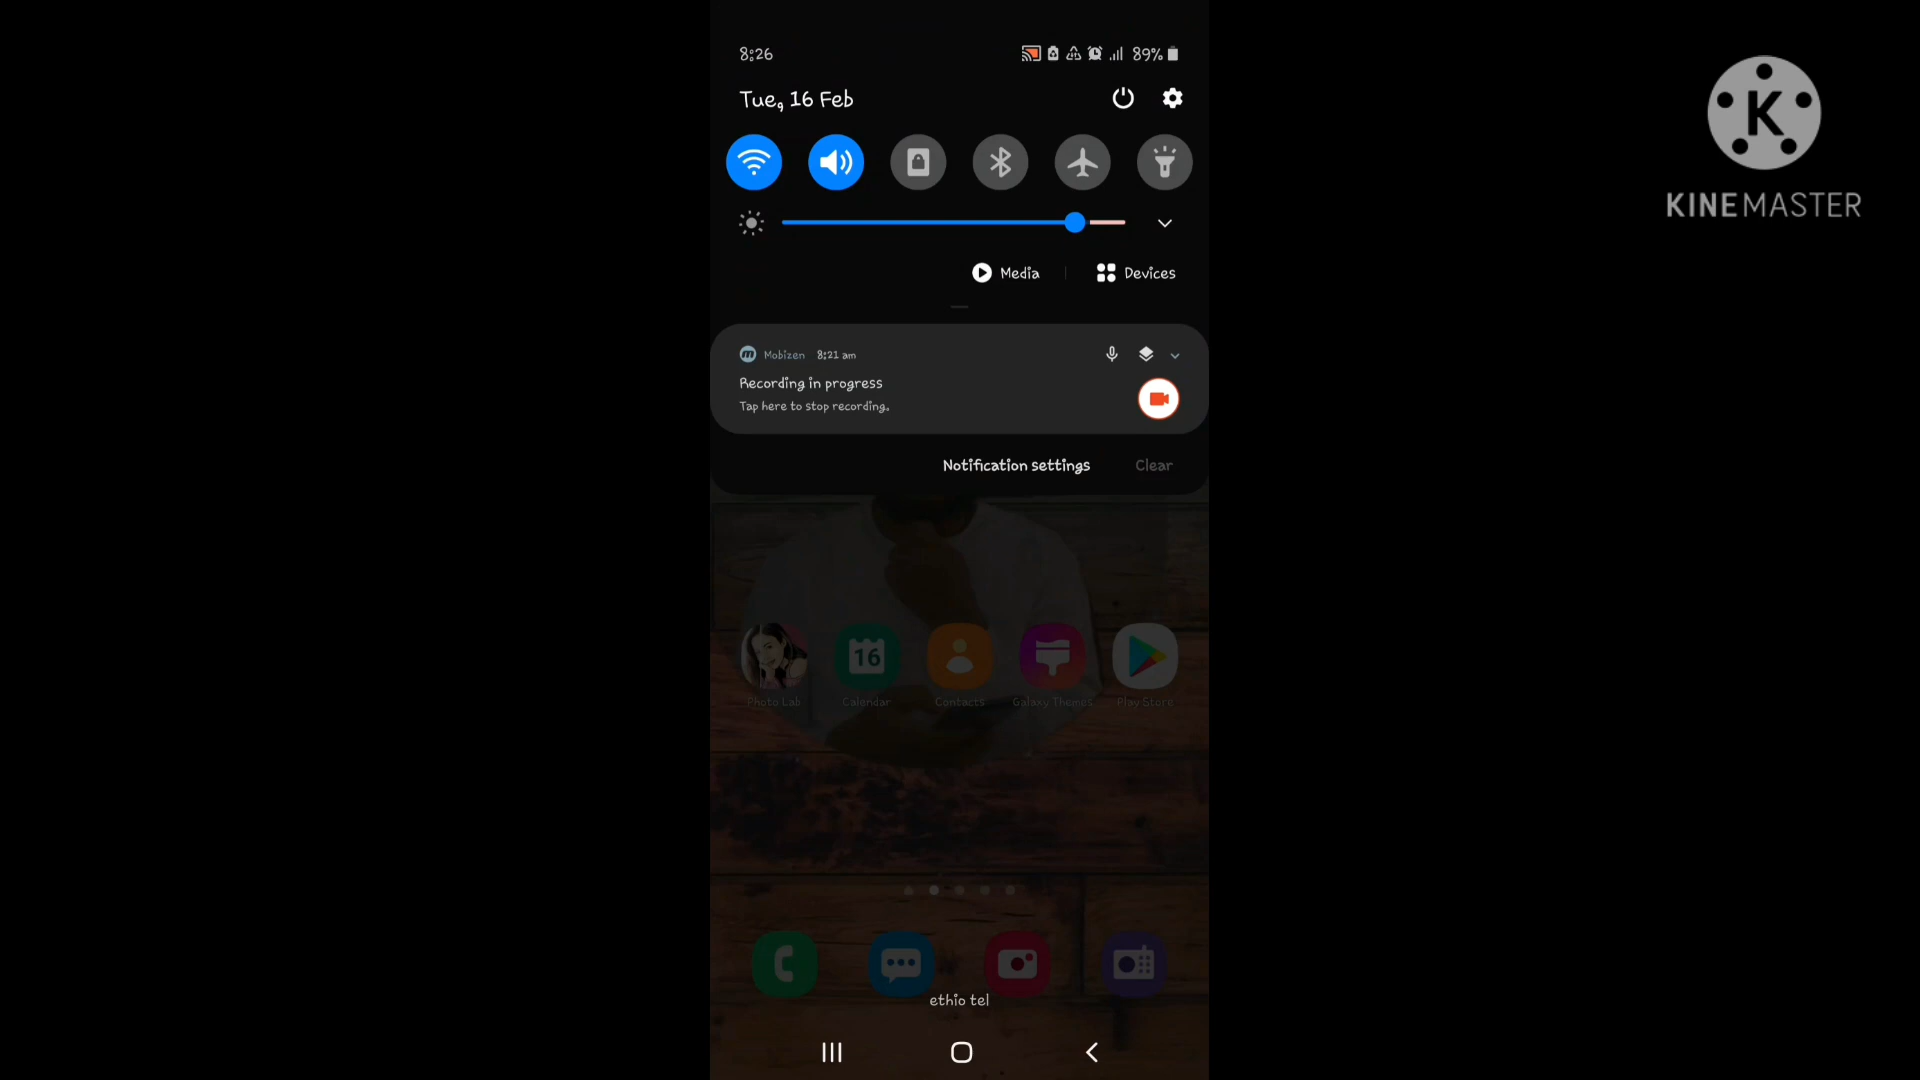 8:26
89%
Tue, 16 Feb
K
KINEMASTER
Media
Devices
Mobizen 8:21 am
Recording in progress
Tap here to stop recording.
Notification settings
Clear
16
Photo Lab
Calendar
Contacts
Galaxy Themes
Play Store
ethio tel